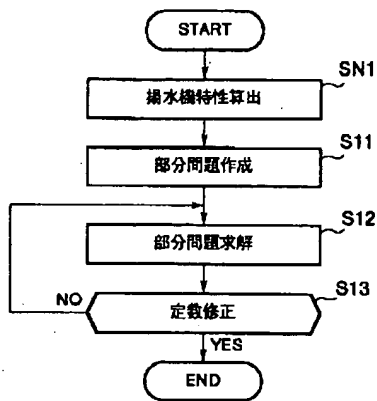 START
SN1
揚水機特性算出
S11
部分問題作成
S12
部分問題求解
S13
定数修正
NO
YES
END